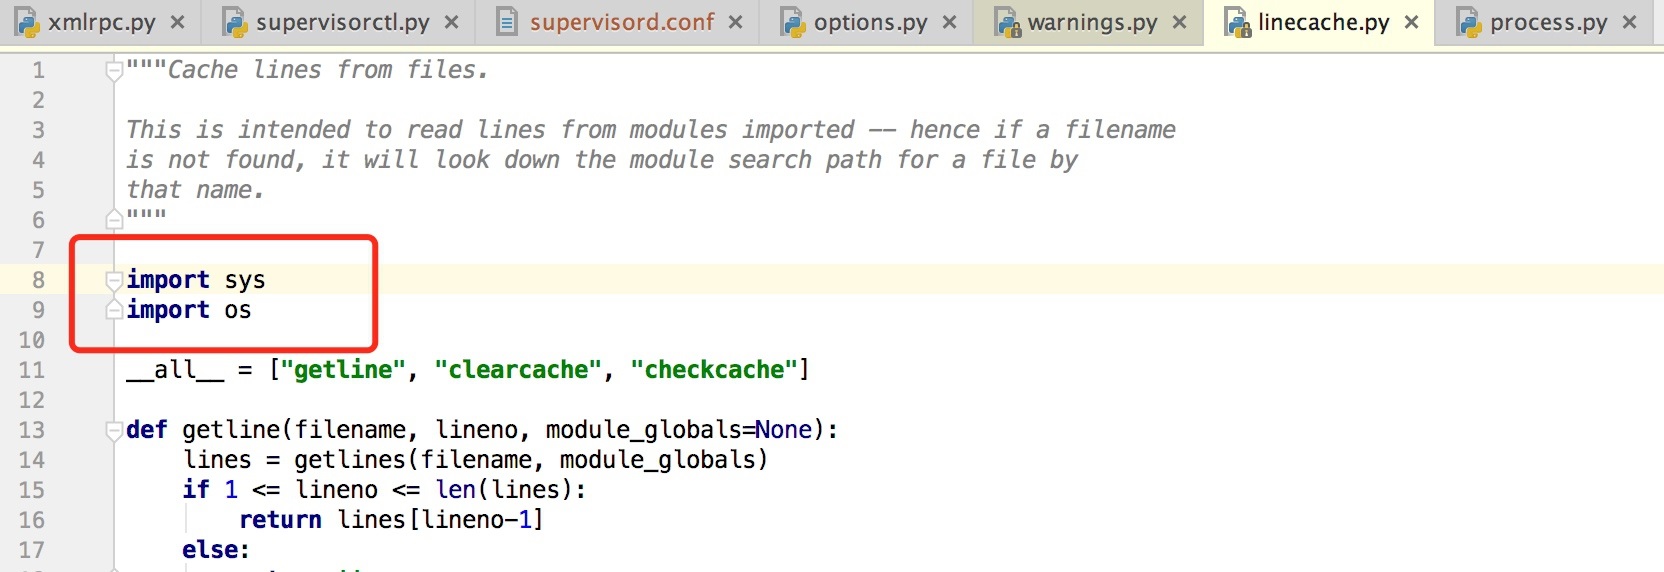 xmlrpc.py × supervisorctl.py × supervisord.conf × options.py × warnings.py × linecache.py × process.py ×
1 """Cache lines from files.
2
3 This is intended to read lines from modules imported -- hence if a filename
4 is not found, it will look down the module search path for a file by
5 that name.
6 """
7
8 import sys
9 import os
10
11 __all__ = ["getline", "clearcache", "checkcache"]
12
13 def getline(filename, lineno, module_globals=None):
14     lines = getlines(filename, module_globals)
15     if 1 <= lineno <= len(lines):
16         return lines[lineno-1]
17     else: